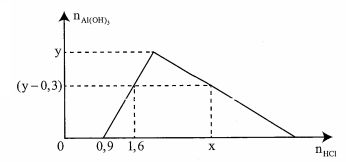 n_Al(OH)₃
y
(y−0,3)
0
0,9
1,6
x
n_HCl